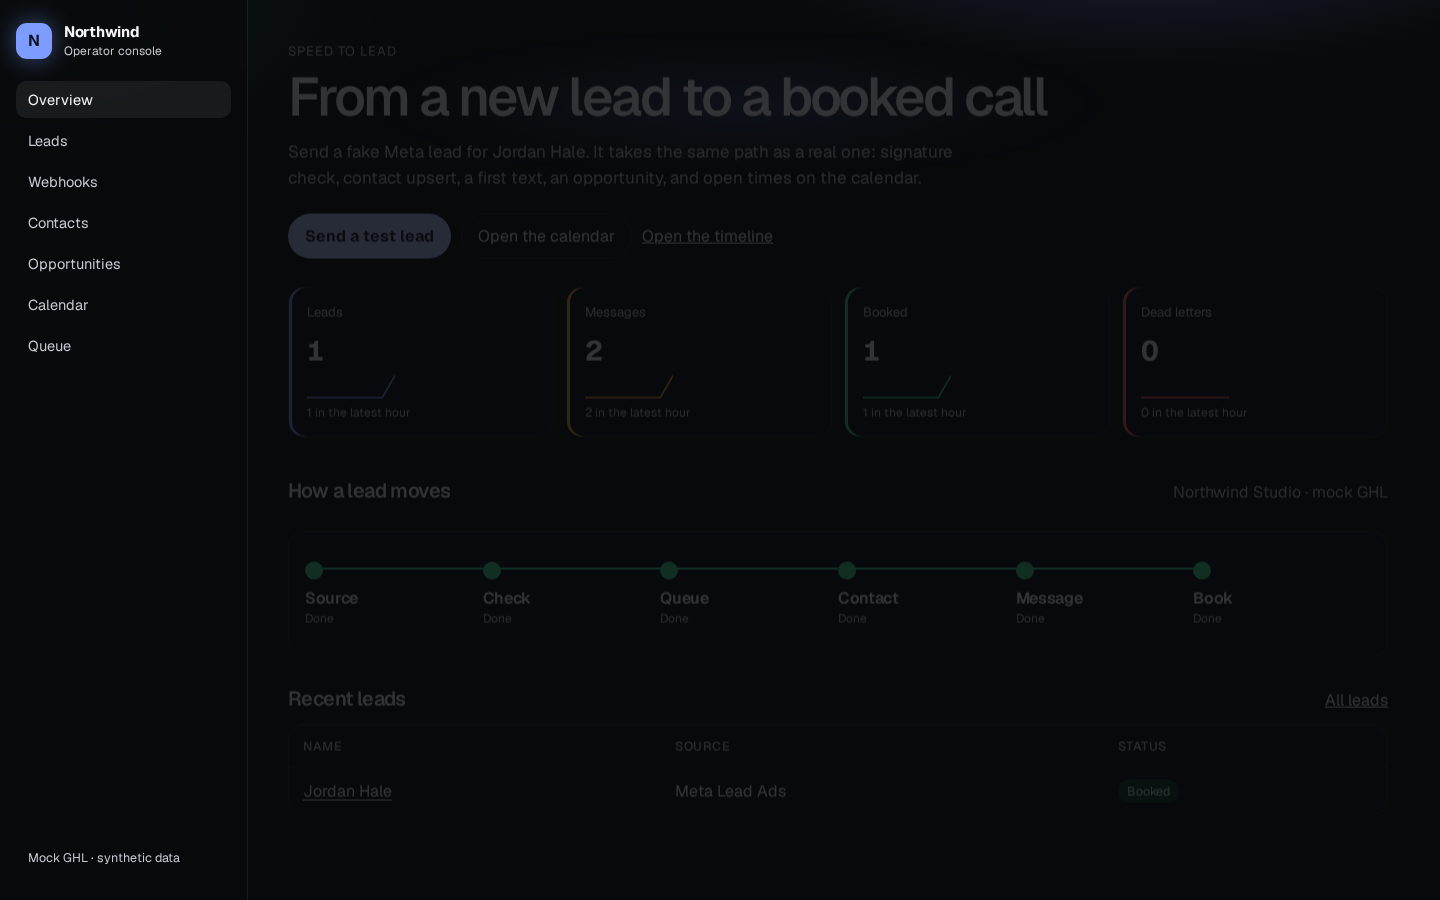 N
Northwind
Operator console
Overview
Leads
Webhooks
Contacts
Opportunities
Calendar
Queue
Mock GHL · synthetic data
SPEED TO LEAD
From a new lead to a booked call
Send a fake Meta lead for Jordan Hale. It takes the same path as a real one: signature
check, contact upsert, a first text, an opportunity, and open times on the calendar.
Send a test lead
Open the calendar
Open the timeline
Leads
1
1 in the latest hour
Messages
2
2 in the latest hour
Booked
1
1 in the latest hour
Dead letters
0
0 in the latest hour
How a lead moves
Northwind Studio · mock GHL
Source
Done
Check
Done
Queue
Done
Contact
Done
Message
Done
Book
Done
Recent leads
All leads
NAME SOURCE STATUS
Jordan Hale Meta Lead Ads Booked